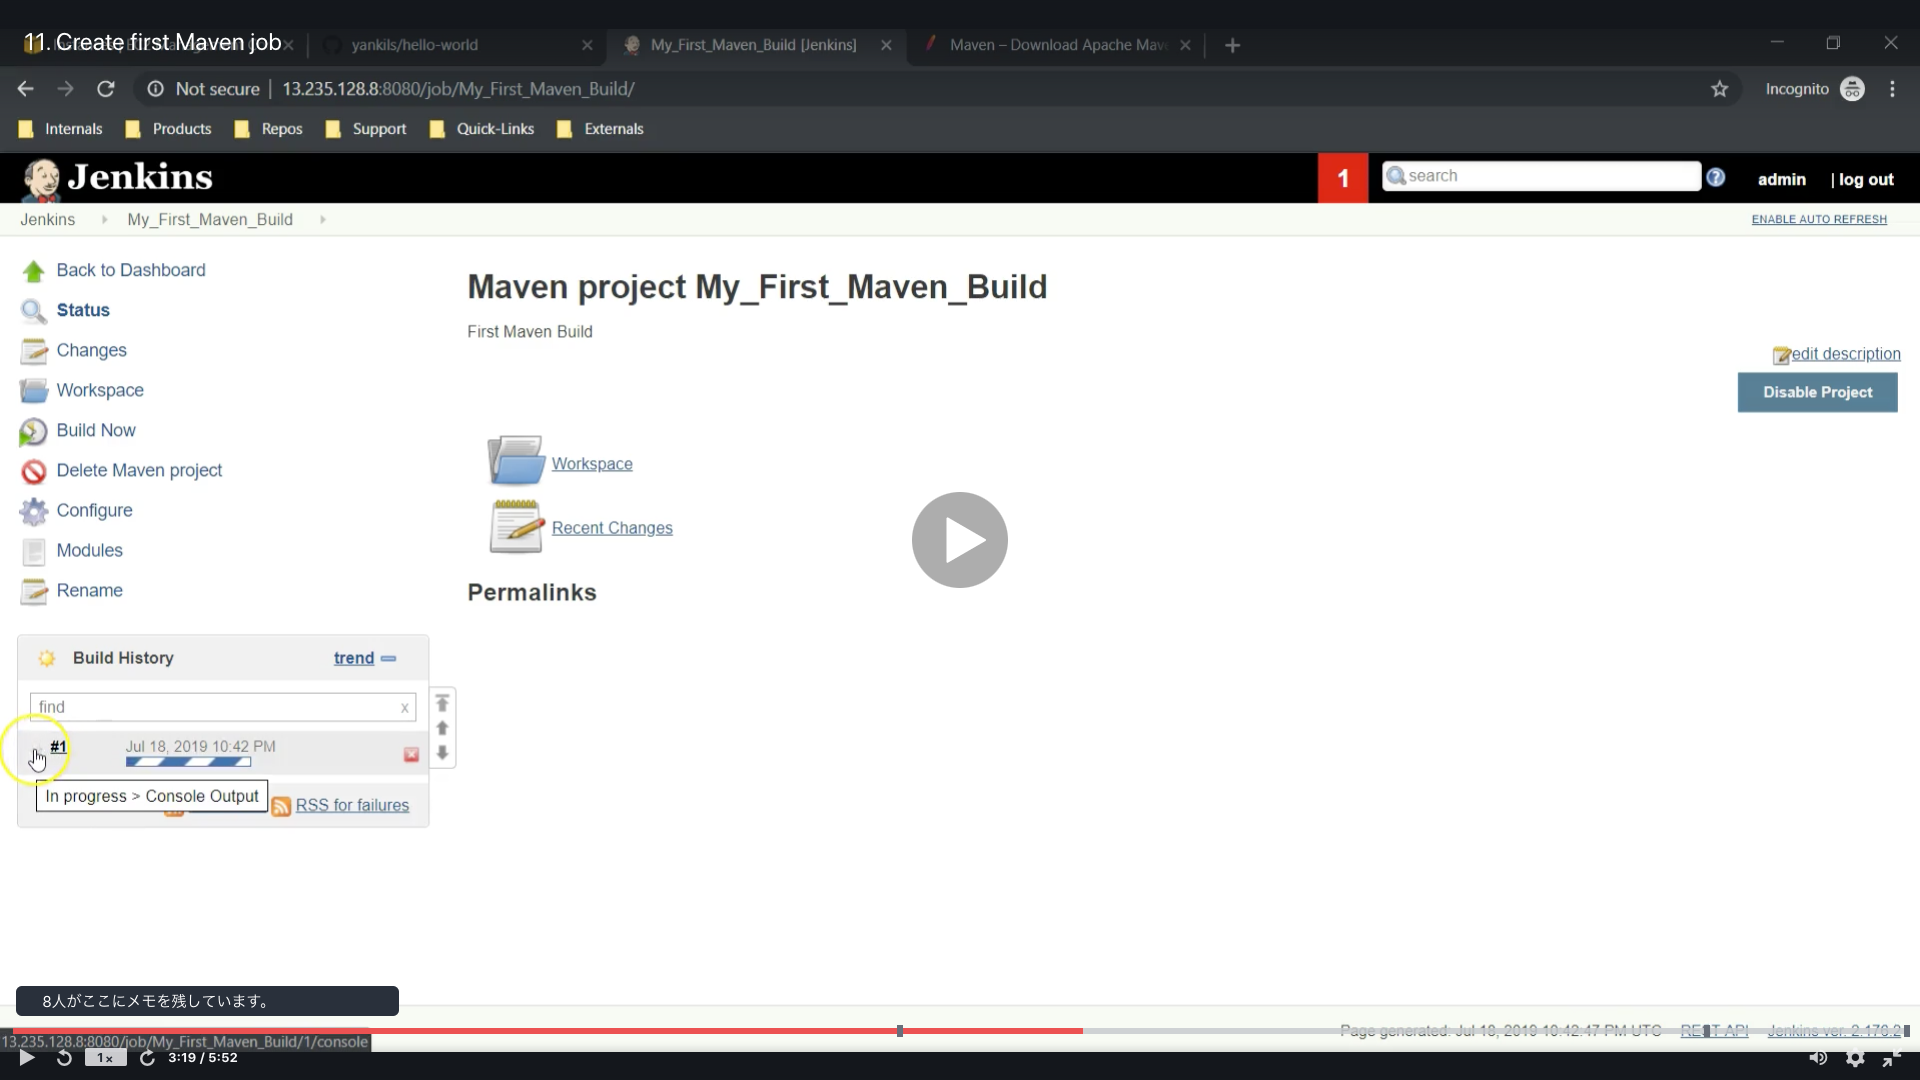 11. Create first Maven job
yankils/hello-world
My_First_Maven_Build [Jenkins]
Maven – Download Apache Mav
Not secure
13.235.128.8:8080/job/My_First_Maven_Build/
Incognito
Internals
Products
Repos
Support
Quick-Links
Externals
Jenkins
1
search
admin
| log out
Jenkins
My_First_Maven_Build
ENABLE AUTO REFRESH
Back to Dashboard
Status
Changes
Workspace
Build Now
Delete Maven project
Configure
Modules
Rename
Maven project My_First_Maven_Build
First Maven Build
edit description
Disable Project
Workspace
Recent Changes
Permalinks
Build History
trend
find
x
#1
Jul 18, 2019 10:42 PM
In progress > Console Output
RSS for failures
8人がここにメモを残しています。
Page generated: Jul 18, 2019 10:42:47 PM UTC
REST API
Jenkins ver. 2.176.2
13.235.128.8:8080/job/My_First_Maven_Build/1/console
1x
3:19 / 5:52